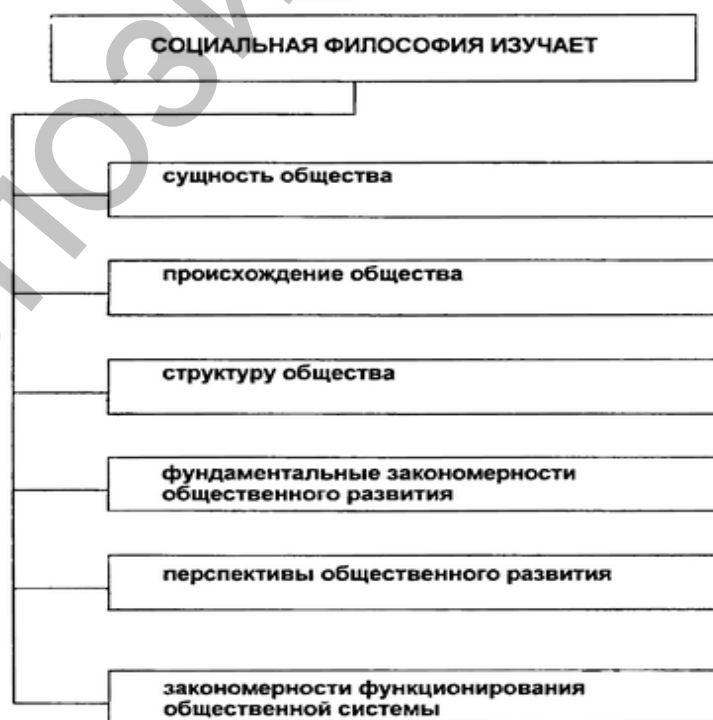 СОЦИАЛЬНАЯ ФИЛОСОФИЯ ИЗУЧАЕТ
сущность общества
происхождение общества
структуру общества
фундаментальные закономерности
общественного развития
перспективы общественного развития
закономерности функционирования
общественной системы